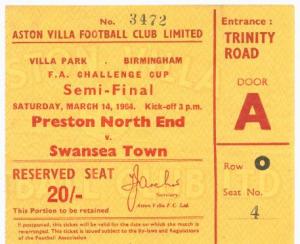 No. 3472
ASTON VILLA FOOTBALL CLUB LIMITED
VILLA PARK · BIRMINGHAM
F.A. CHALLENGE CUP
Semi-Final
SATURDAY, MARCH 14, 1964. Kick-off 3 p.m.
Preston North End
v.
Swansea Town
RESERVED SEAT
20/-
Secretary.
Aston Villa F.C. Ltd.
This Portion to be retained
If postponed, this ticket will be valid for the date on which the match is
rearranged. This ticket is issued subject to the Bye-laws and Regulations
of the Football Association.
Entrance :
TRINITY
ROAD
DOOR
A
Row O
Seat No.
4